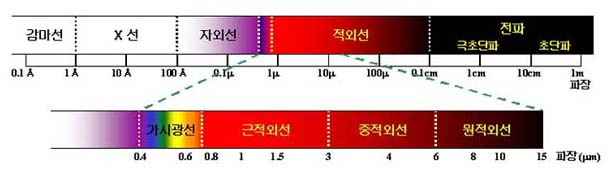 감마선 X 선 자외선 적외선 전파
극초단파 초단파
0.1 Å 1 Å 10 Å 100 Å 0.1μ 1μ 10μ 100μ 0.1cm 1cm 10cm 1m
파장
가시광선 근적외선 중적외선 원적외선
0.4 0.6 0.8 1 1.5 3 4 6 8 10 15 파장 (μm)